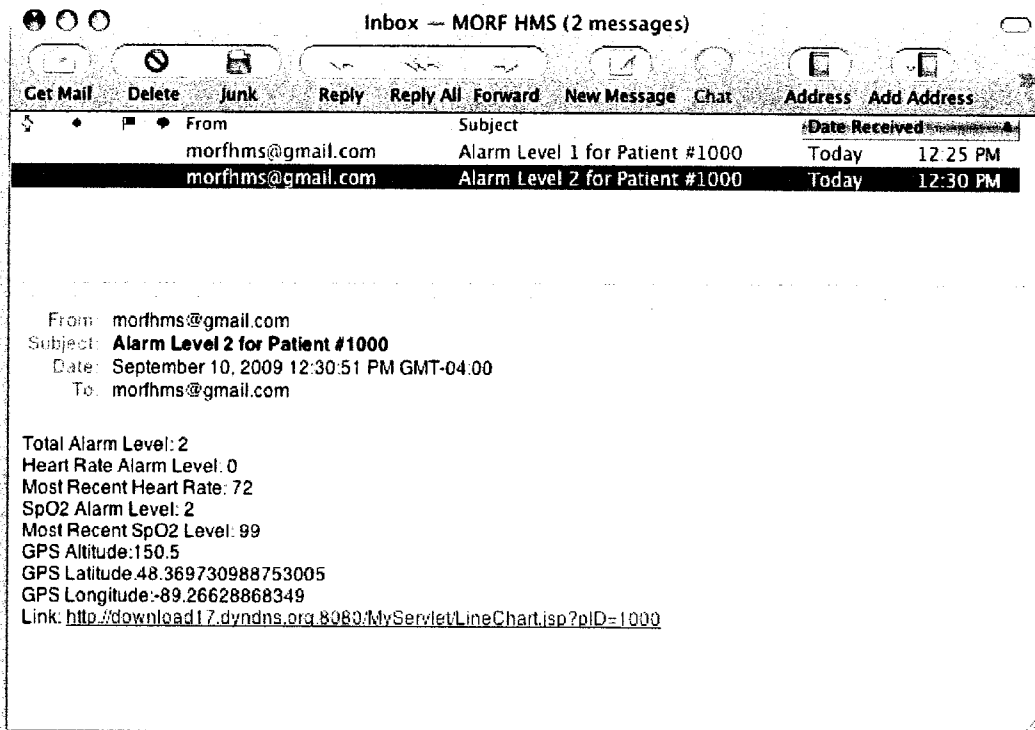 Inbox — MORF HMS (2 messages)
Get Mail Delete Junk Reply Reply All Forward New Message Chat Address Add Address
From Subject Date Received
morfhms@gmail.com Alarm Level 1 for Patient #1000 Today 12:25 PM
morfhms@gmail.com Alarm Level 2 for Patient #1000 Today 12:30 PM
From: morfhms@gmail.com
Subject: Alarm Level 2 for Patient #1000
Date: September 10, 2009 12:30:51 PM GMT-04:00
To: morfhms@gmail.com
Total Alarm Level: 2
Heart Rate Alarm Level: 0
Most Recent Heart Rate: 72
SpO2 Alarm Level: 2
Most Recent SpO2 Level: 99
GPS Altitude:150.5
GPS Latitude:48.369730988753005
GPS Longitude:-89.26628868349
Link: http://download17.dyndns.org:8080/MyServlet/LineChart.jsp?pID=1000